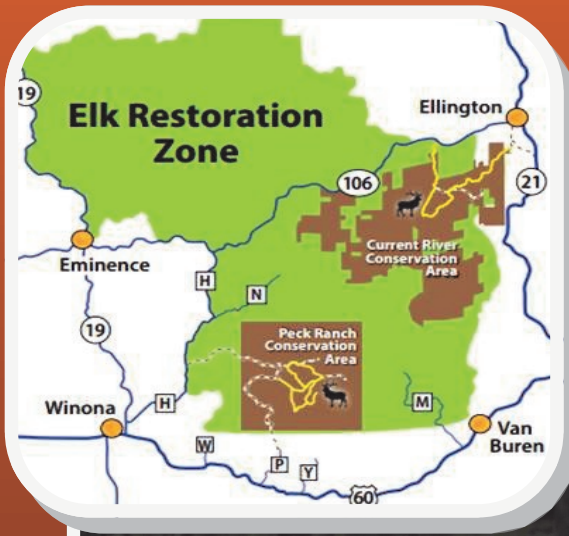 19
Elk Restoration
Zone
Ellington
106
21
Current River
Conservation
Area
Eminence
H
N
19
Peck Ranch
Conservation
Area
Winona
H
M
W
Van
Buren
P
Y
60